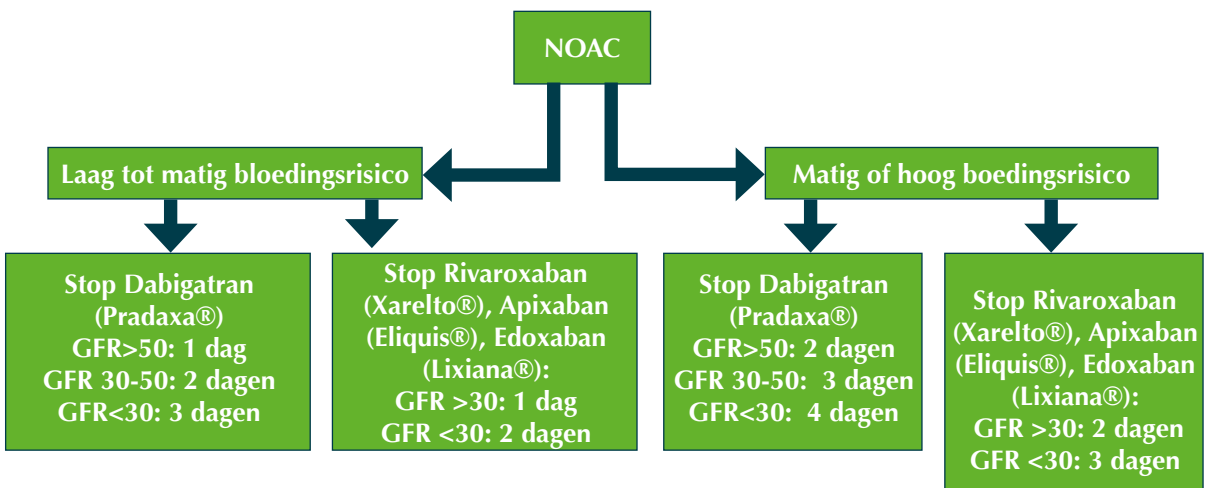 NOAC
Laag tot matig bloedingsrisico
Matig of hoog boedingsrisico
Stop Dabigatran
(Pradaxa®)
GFR>50: 1 dag
GFR 30-50: 2 dagen
GFR<30: 3 dagen
Stop Rivaroxaban
(Xarelto®), Apixaban
(Eliquis®), Edoxaban
(Lixiana®):
GFR >30: 1 dag
GFR <30: 2 dagen
Stop Dabigatran
(Pradaxa®)
GFR>50: 2 dagen
GFR 30-50:  3 dagen
GFR<30:  4 dagen
Stop Rivaroxaban
(Xarelto®), Apixaban
(Eliquis®), Edoxaban
(Lixiana®):
GFR >30: 2 dagen
GFR <30: 3 dagen